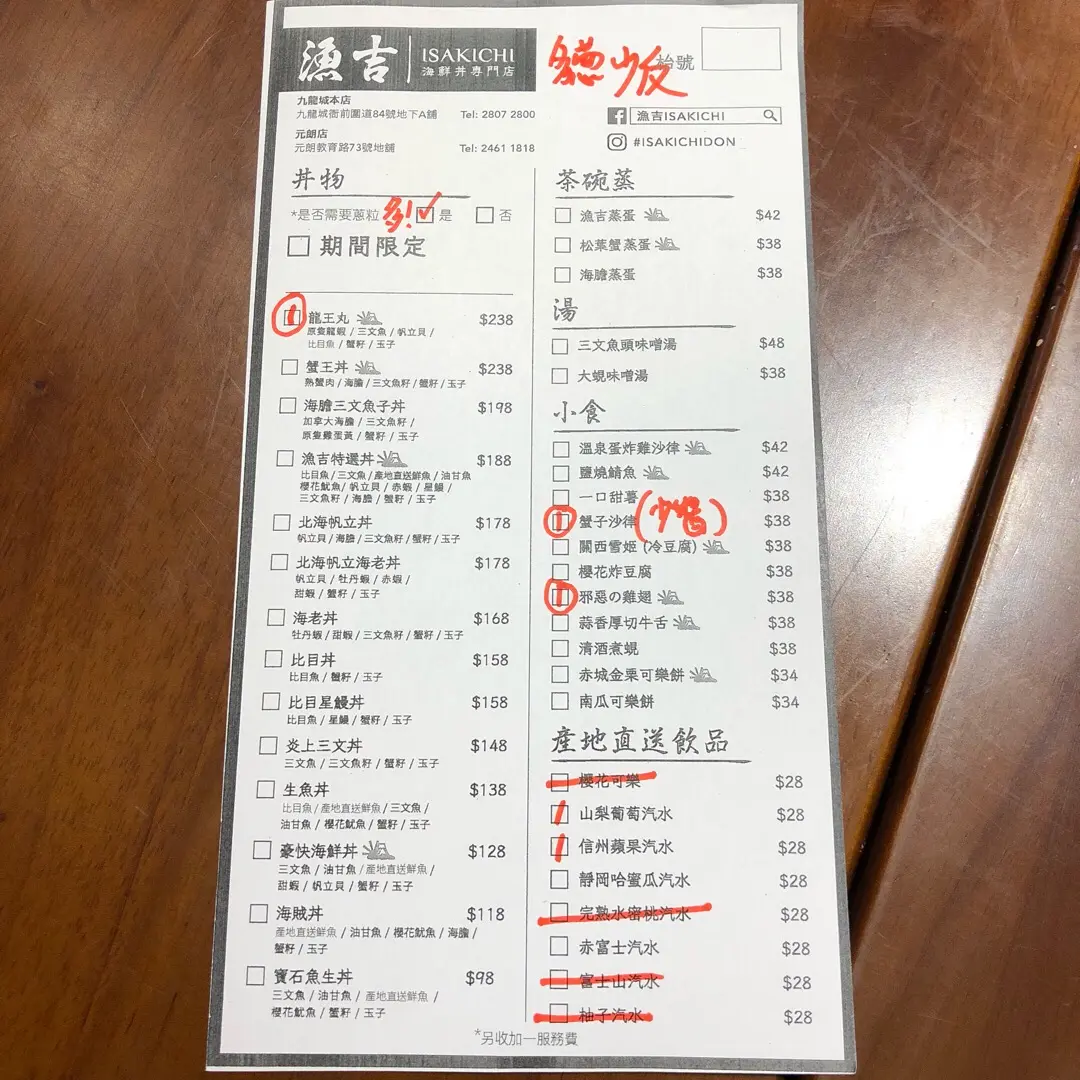 漁吉 ISAKICHI
海鮮丼専門店
多蔥 少飯
枱號
九龍城本店
九龍城衙前圍道84號地下A舖 Tel: 2807 2800
元朗店
元朗教育路73號地舖 Tel: 2461 1818
漁吉ISAKICHI
#ISAKICHIDON
丼物
*是否需要蔥粒 多! ✓ 是 否
期間限定
1 龍王丸 $238
原隻龍蝦 / 三文魚 / 帆立貝 /
比目魚 / 蟹籽 / 玉子
蟹王丼 $238
熟蟹肉 / 海膽 / 三文魚籽 / 蟹籽 / 玉子
海膽三文魚子丼 $198
加拿大海膽 / 三文魚籽 /
原隻雞蛋黃 / 蟹籽 / 玉子
漁吉特選丼 $188
比目魚 / 三文魚 / 產地直送鮮魚 / 油甘魚
櫻花魷魚 / 帆立貝 / 赤蝦 / 星鰻 /
三文魚籽 / 海膽 / 蟹籽 / 玉子
北海帆立丼 $178
帆立貝 / 海膽 / 三文魚籽 / 蟹籽 / 玉子
北海帆立海老丼 $178
帆立貝 / 牡丹蝦 / 赤蝦 /
甜蝦 / 蟹籽 / 玉子
海老丼 $168
牡丹蝦 / 甜蝦 / 三文魚籽 / 蟹籽 / 玉子
比目丼 $158
比目魚 / 蟹籽 / 玉子
比目星鰻丼 $158
比目魚 / 星鰻 / 蟹籽 / 玉子
炎上三文丼 $148
三文魚 / 三文魚籽 / 蟹籽 / 玉子
生魚丼 $138
比目魚 / 產地直送鮮魚 / 三文魚 /
油甘魚 / 櫻花魷魚 / 蟹籽 / 玉子
豪快海鮮丼 $128
三文魚 / 油甘魚 / 產地直送鮮魚 /
甜蝦 / 帆立貝 / 蟹籽 / 玉子
海賊丼 $118
產地直送鮮魚 / 油甘魚 / 櫻花魷魚 / 海膽 /
蟹籽 / 玉子
寶石魚生丼 $98
三文魚 / 油甘魚 / 產地直送鮮魚 /
櫻花魷魚 / 蟹籽 / 玉子
茶碗蒸
漁吉蒸蛋 $42
松葉蟹蒸蛋 $38
海膽蒸蛋 $38
湯
三文魚頭味噌湯 $48
大蜆味噌湯 $38
小食
溫泉蛋炸雞沙律 $42
鹽燒鯖魚 $42
一口甜薯 $38
1 蟹子沙律 (少醬) $38
關西雪姬 (冷豆腐) $38
櫻花炸豆腐 $38
1 邪惡の雞翅 $38
蒜香厚切牛舌 $38
清酒煮蜆 $38
赤城金栗可樂餅 $34
南瓜可樂餅 $34
產地直送飲品
櫻花可樂 $28
1 山梨葡萄汽水 $28
1 信州蘋果汽水 $28
靜岡哈蜜瓜汽水 $28
完熟水密桃汽水 $28
赤富士汽水 $28
富士山汽水 $28
柚子汽水 $28
*另收加一服務費